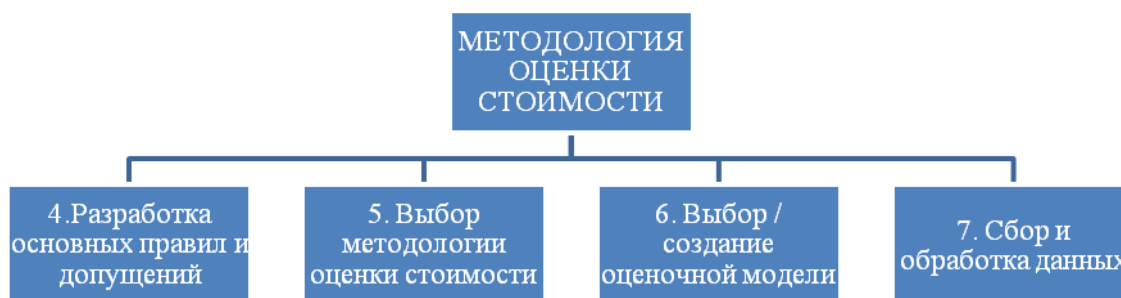 МЕТОДОЛОГИЯ
ОЦЕНКИ
СТОИМОСТИ
4.Разработка
основных правил и
допущений
5. Выбор
методологии
оценки стоимости
6. Выбор /
создание
оценочной модели
7. Сбор и
обработка данных